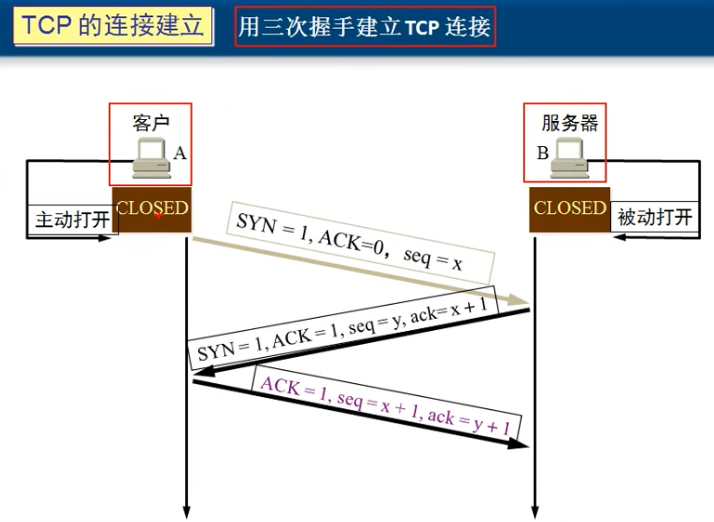 TCP 的连接建立
用三次握手建立 TCP 连接
客户
A
服务器
B
CLOSED
主动打开
CLOSED
被动打开
SYN = 1, ACK=0，seq = x
SYN = 1, ACK = 1, seq = y, ack= x + 1
ACK = 1, seq = x + 1, ack = y + 1